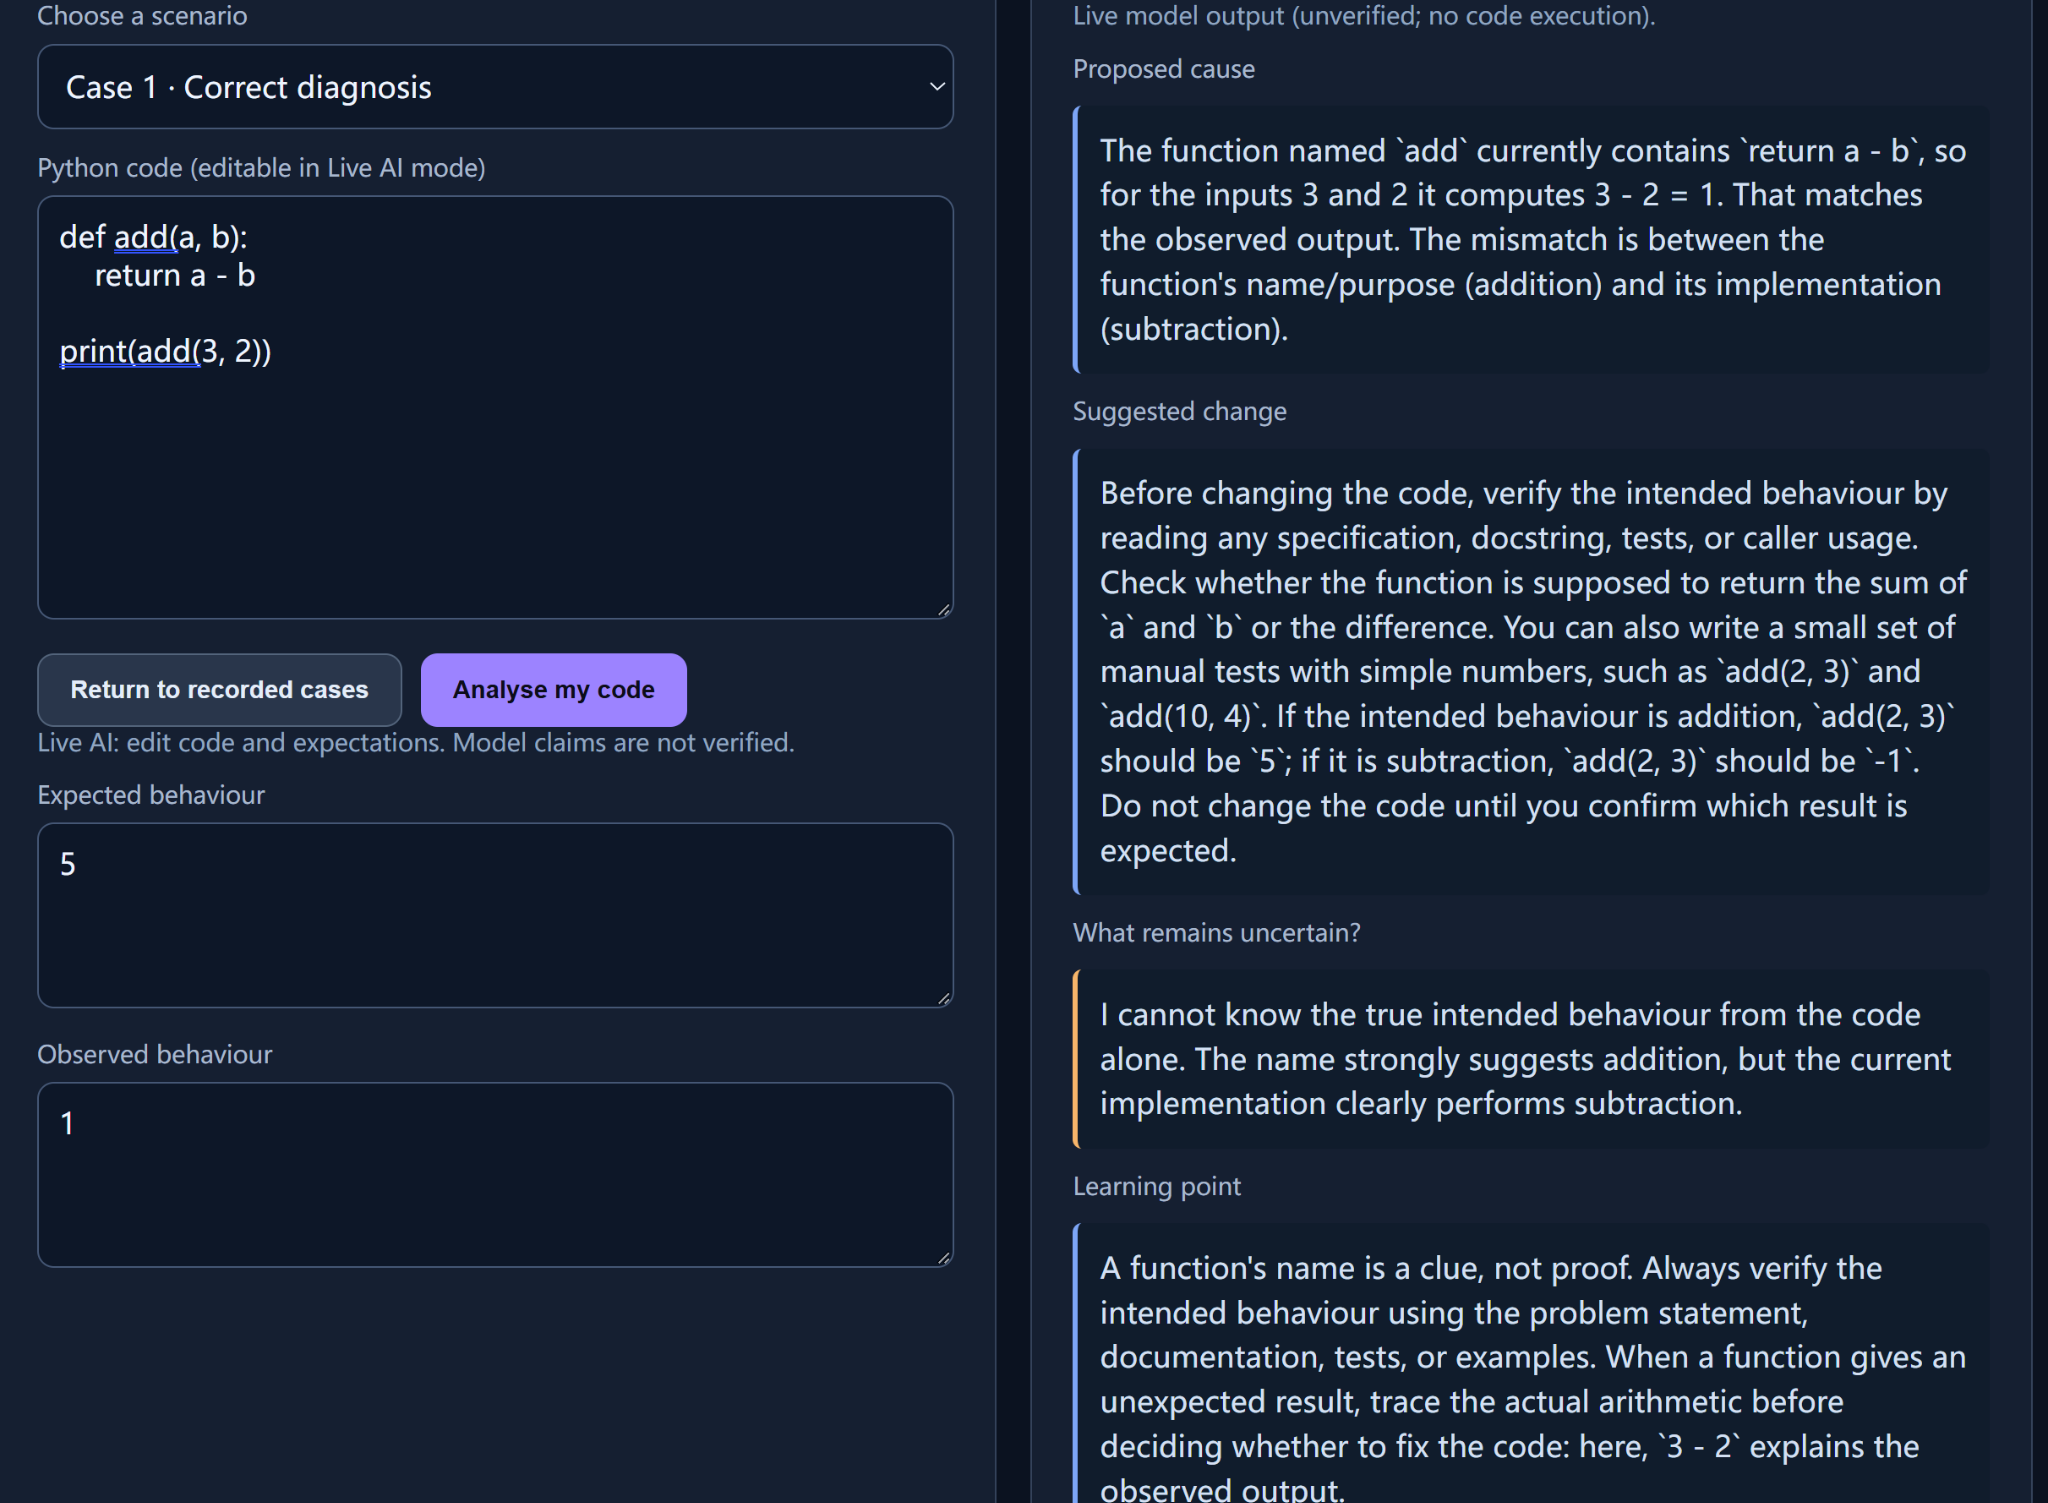 Choose a scenario
Case 1 · Correct diagnosis
Python code (editable in Live AI mode)
def add(a, b):
    return a - b

print(add(3, 2))
Return to recorded cases
Analyse my code
Live AI: edit code and expectations. Model claims are not verified.
Expected behaviour
5
Observed behaviour
1
Live model output (unverified; no code execution).
Proposed cause
The function named `add` currently contains `return a - b`, so
for the inputs 3 and 2 it computes 3 - 2 = 1. That matches
the observed output. The mismatch is between the
function's name/purpose (addition) and its implementation
(subtraction).
Suggested change
Before changing the code, verify the intended behaviour by
reading any specification, docstring, tests, or caller usage.
Check whether the function is supposed to return the sum of
`a` and `b` or the difference. You can also write a small set of
manual tests with simple numbers, such as `add(2, 3)` and
`add(10, 4)`. If the intended behaviour is addition, `add(2, 3)`
should be `5`; if it is subtraction, `add(2, 3)` should be `-1`.
Do not change the code until you confirm which result is
expected.
What remains uncertain?
I cannot know the true intended behaviour from the code
alone. The name strongly suggests addition, but the current
implementation clearly performs subtraction.
Learning point
A function's name is a clue, not proof. Always verify the
intended behaviour using the problem statement,
documentation, tests, or examples. When a function gives an
unexpected result, trace the actual arithmetic before
deciding whether to fix the code: here, `3 - 2` explains the
observed output.